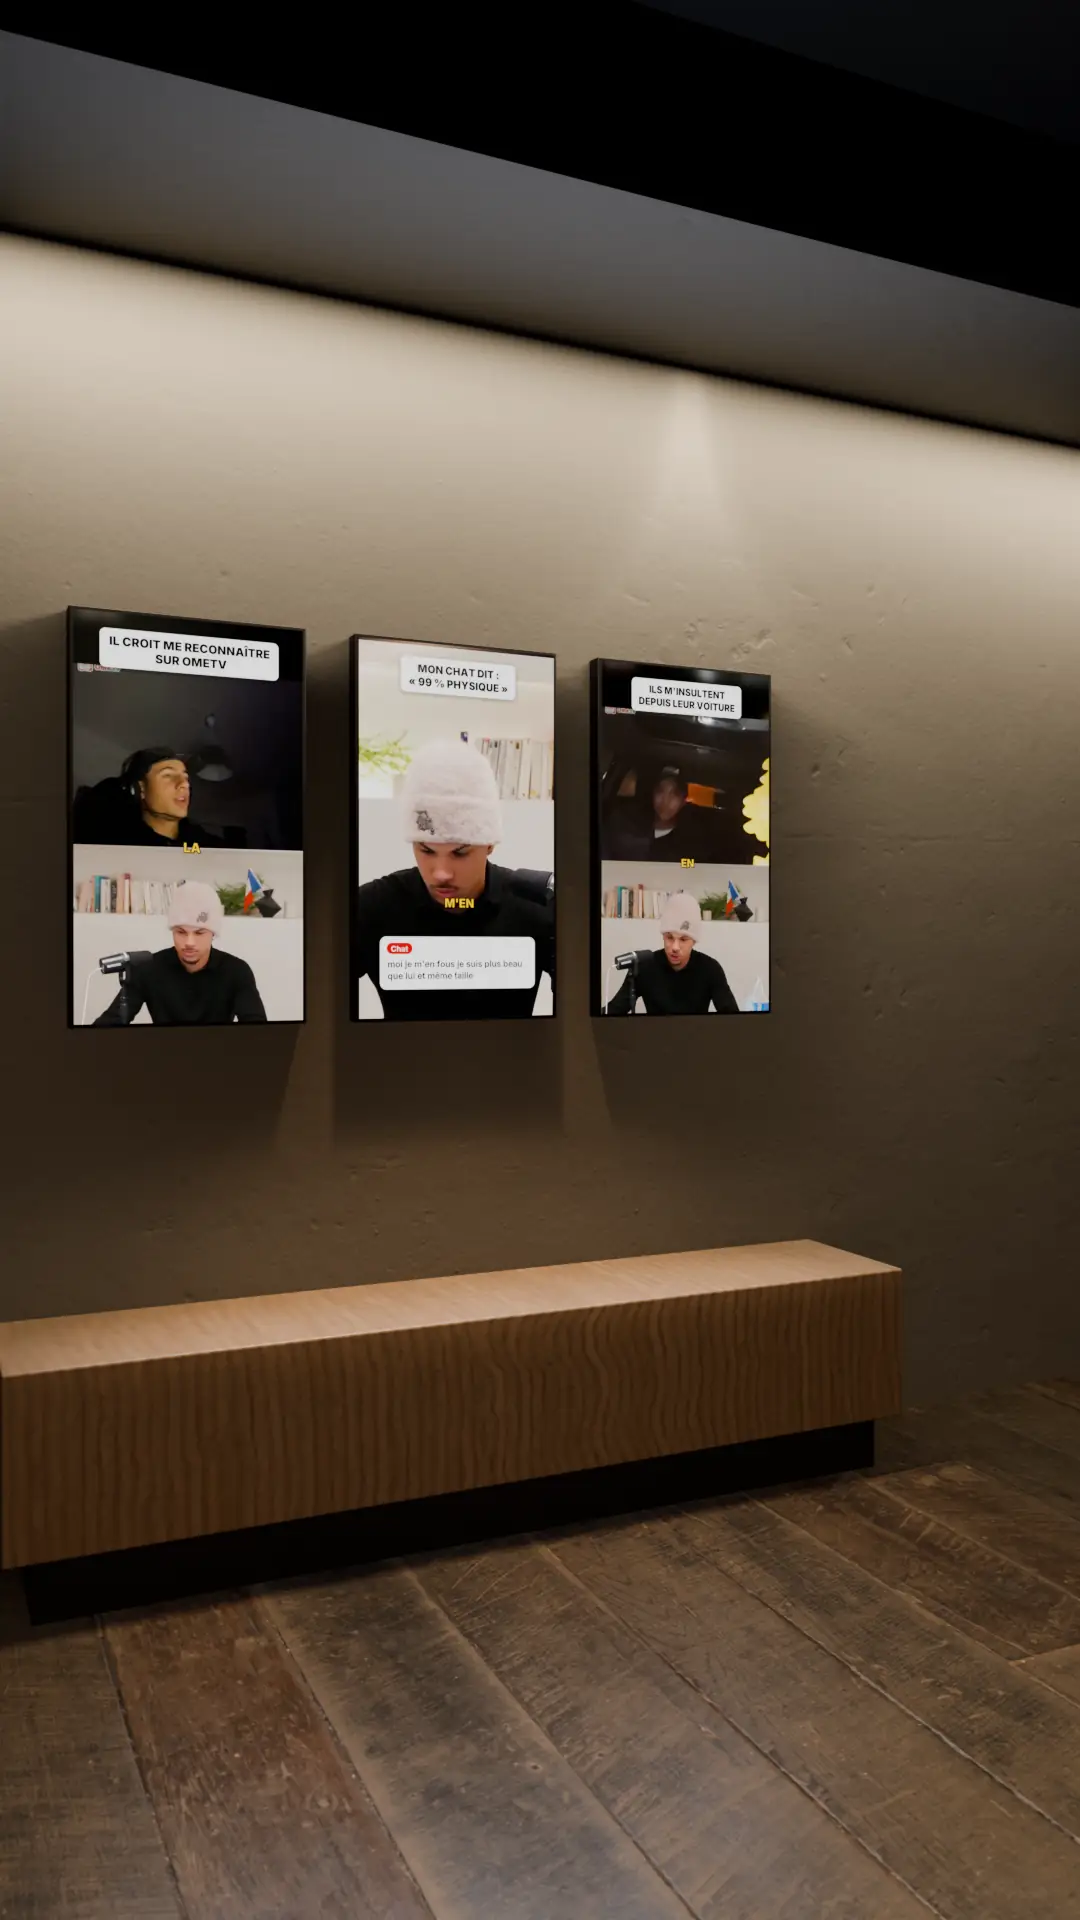 IL CROIT ME RECONNAÎTRE
SUR OMETV
LA
MON CHAT DIT :
« 99 % PHYSIQUE »
M'EN
Chat
moi je m'en fous je suis plus beau
que lui et même taille
ILS M'INSULTENT
DEPUIS LEUR VOITURE
EN